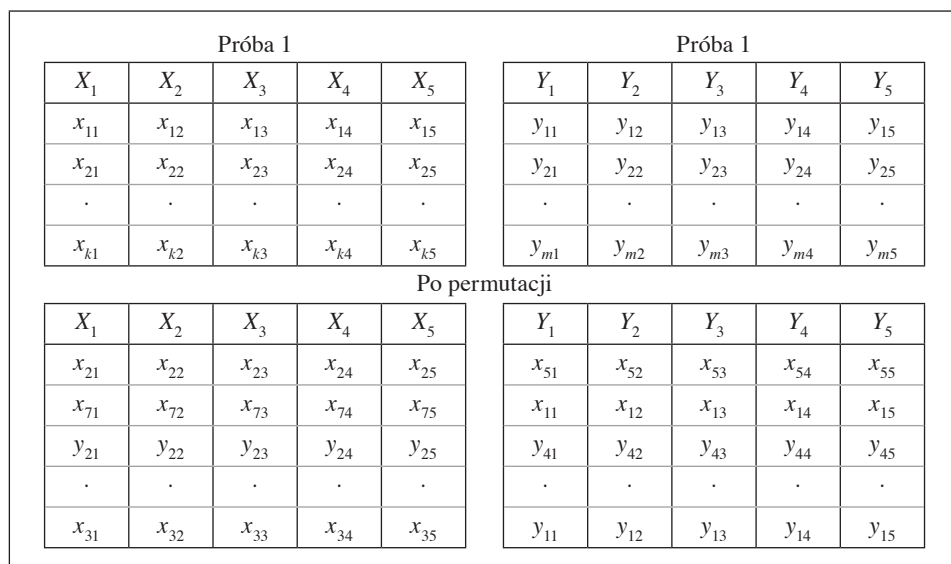 Próba 1
X₁ X₂ X₃ X₄ X₅
x₁₁ x₁₂ x₁₃ x₁₄ x₁₅
x₂₁ x₂₂ x₂₃ x₂₄ x₂₅
. . . . .
xₖ₁ xₖ₂ xₖ₃ xₖ₄ xₖ₅
Próba 1
Y₁ Y₂ Y₃ Y₄ Y₅
y₁₁ y₁₂ y₁₃ y₁₄ y₁₅
y₂₁ y₂₂ y₂₃ y₂₄ y₂₅
. . . . .
yₘ₁ yₘ₂ yₘ₃ yₘ₄ yₘ₅
Po permutacji
X₁ X₂ X₃ X₄ X₅
x₂₁ x₂₂ x₂₃ x₂₄ x₂₅
x₇₁ x₇₂ x₇₃ x₇₄ x₇₅
y₂₁ y₂₂ y₂₃ y₂₄ y₂₅
. . . . .
x₃₁ x₃₂ x₃₃ x₃₄ x₃₅
Y₁ Y₂ Y₃ Y₄ Y₅
x₅₁ x₅₂ x₅₃ x₅₄ x₅₅
x₁₁ x₁₂ x₁₃ x₁₄ x₁₅
y₄₁ y₄₂ y₄₃ y₄₄ y₄₅
. . . . .
y₁₁ y₁₂ y₁₃ y₁₄ y₁₅